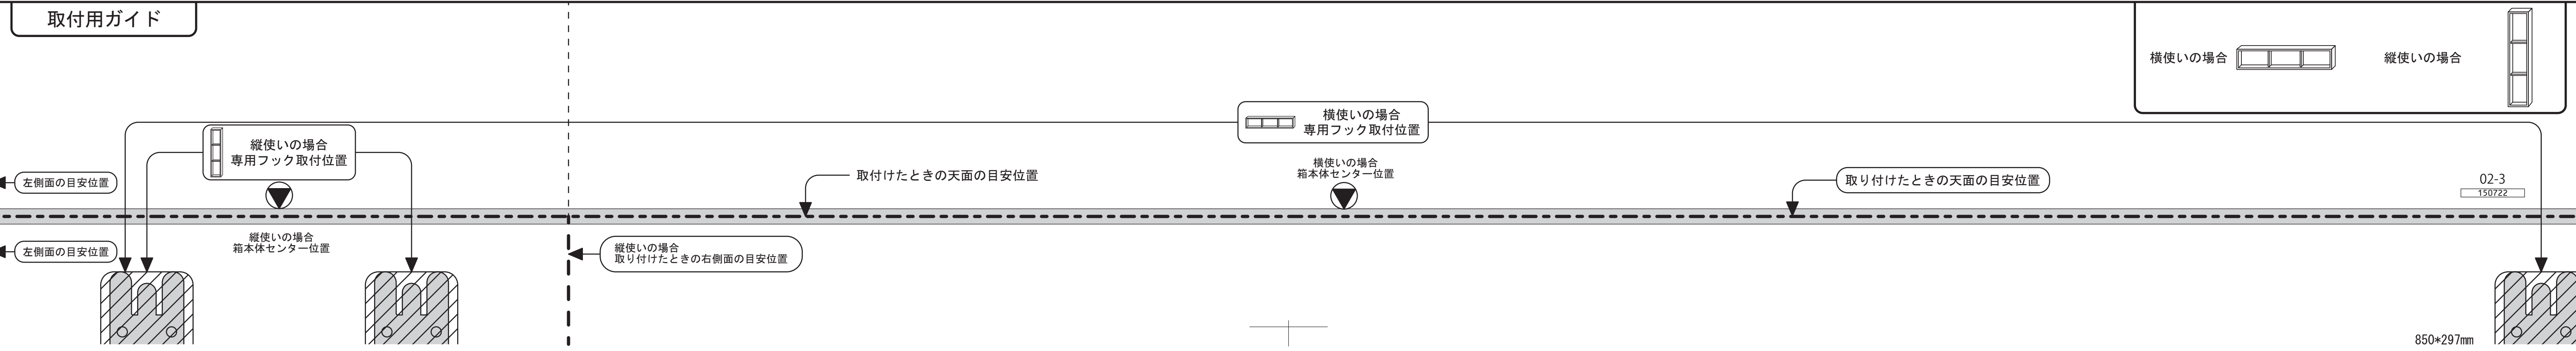 取付用ガイド
横使いの場合
縦使いの場合
横使いの場合
専用フック取付位置
縦使いの場合
専用フック取付位置
横使いの場合
箱本体センター位置
取付けたときの天面の目安位置
取り付けたときの天面の目安位置
左側面の目安位置
02-3
150722
縦使いの場合
箱本体センター位置
左側面の目安位置
縦使いの場合
取り付けたときの右側面の目安位置
850*297mm